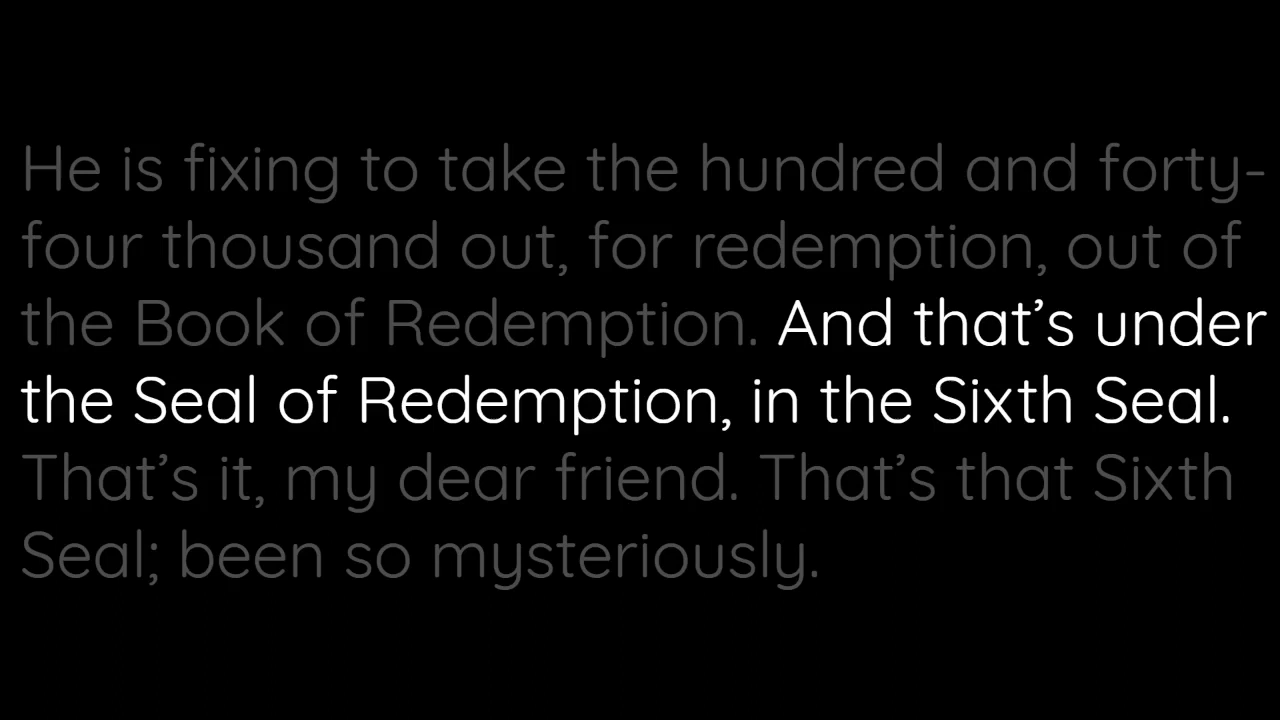 He is fixing to take the hundred and forty-
four thousand out, for redemption, out of
the Book of Redemption. And that’s under
the Seal of Redemption, in the Sixth Seal.
That’s it, my dear friend. That’s that Sixth
Seal; been so mysteriously.